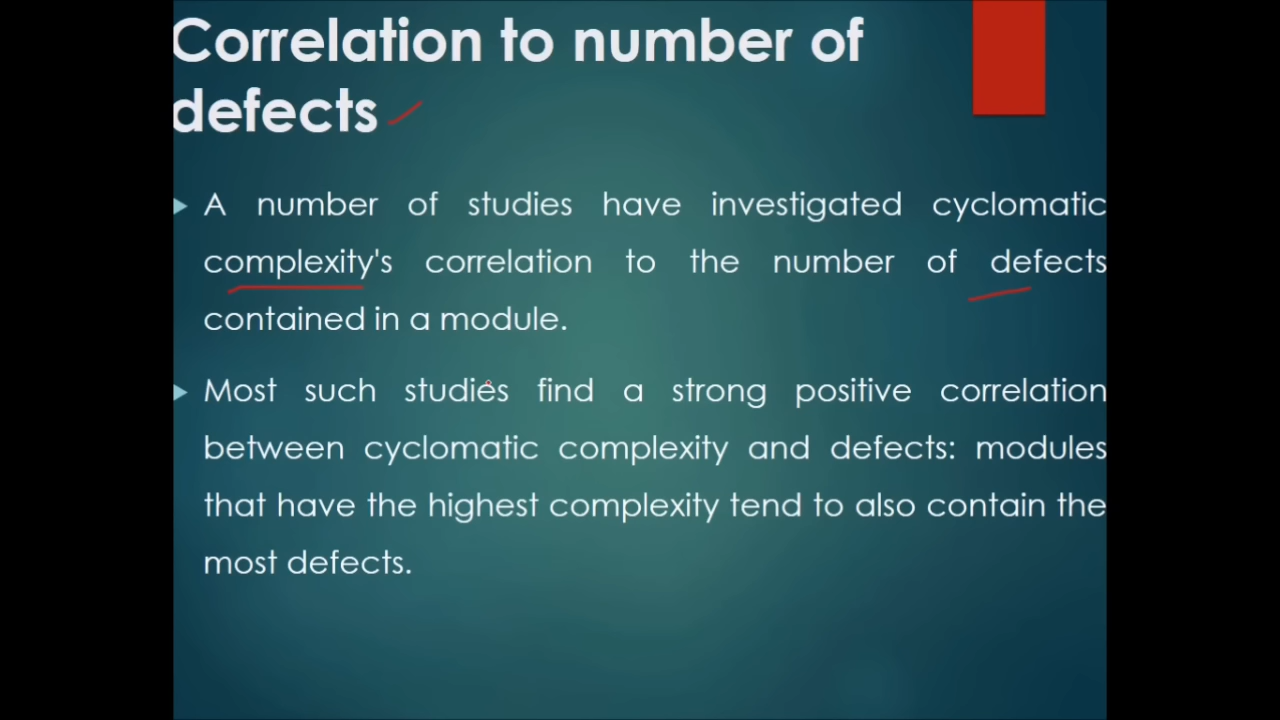 Correlation to number of
defects
A number of studies have investigated cyclomatic
complexity's correlation to the number of defects
contained in a module.
Most such studies find a strong positive correlation
between cyclomatic complexity and defects: modules
that have the highest complexity tend to also contain the
most defects.